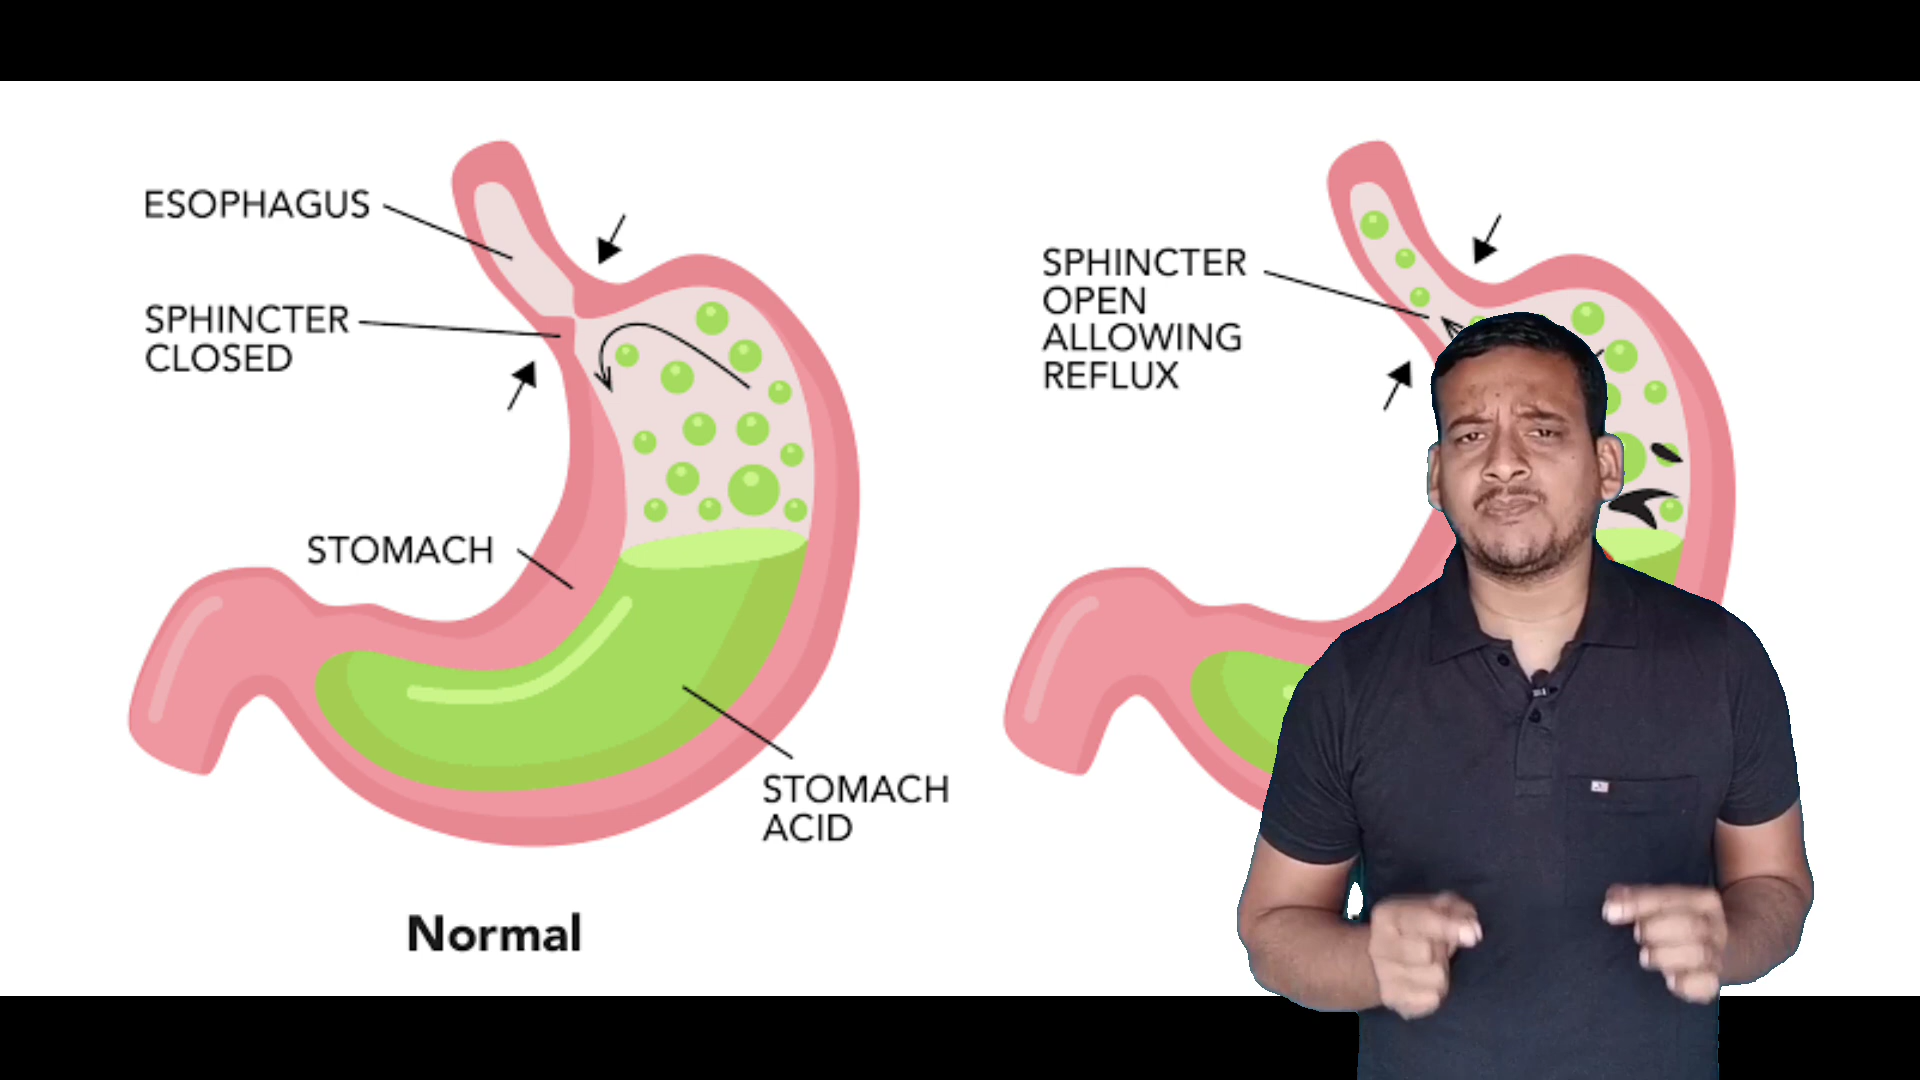 ESOPHAGUS
SPHINCTER
CLOSED
STOMACH
STOMACH
ACID
Normal
SPHINCTER
OPEN
ALLOWING
REFLUX